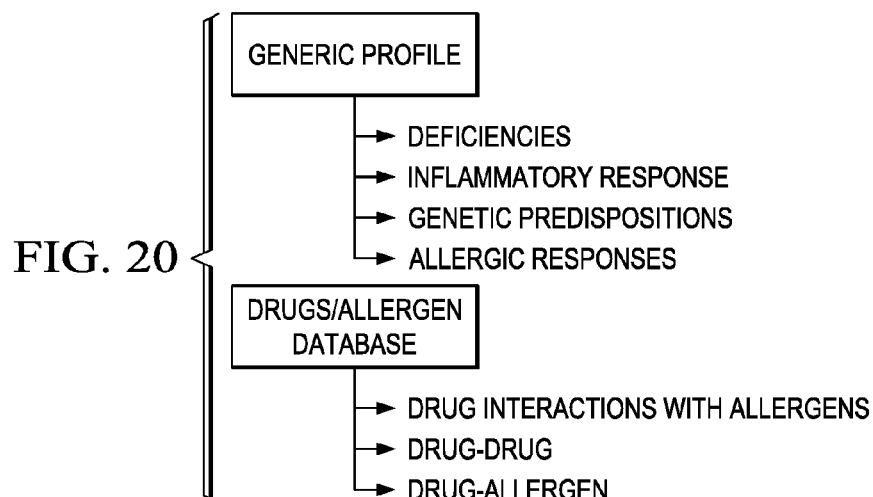 GENERIC PROFILE
DEFICIENCIES
INFLAMMATORY RESPONSE
GENETIC PREDISPOSITIONS
ALLERGIC RESPONSES
FIG. 20
DRUGS/ALLERGEN
DATABASE
DRUG INTERACTIONS WITH ALLERGENS
DRUG-DRUG
DRUG-ALLERGEN